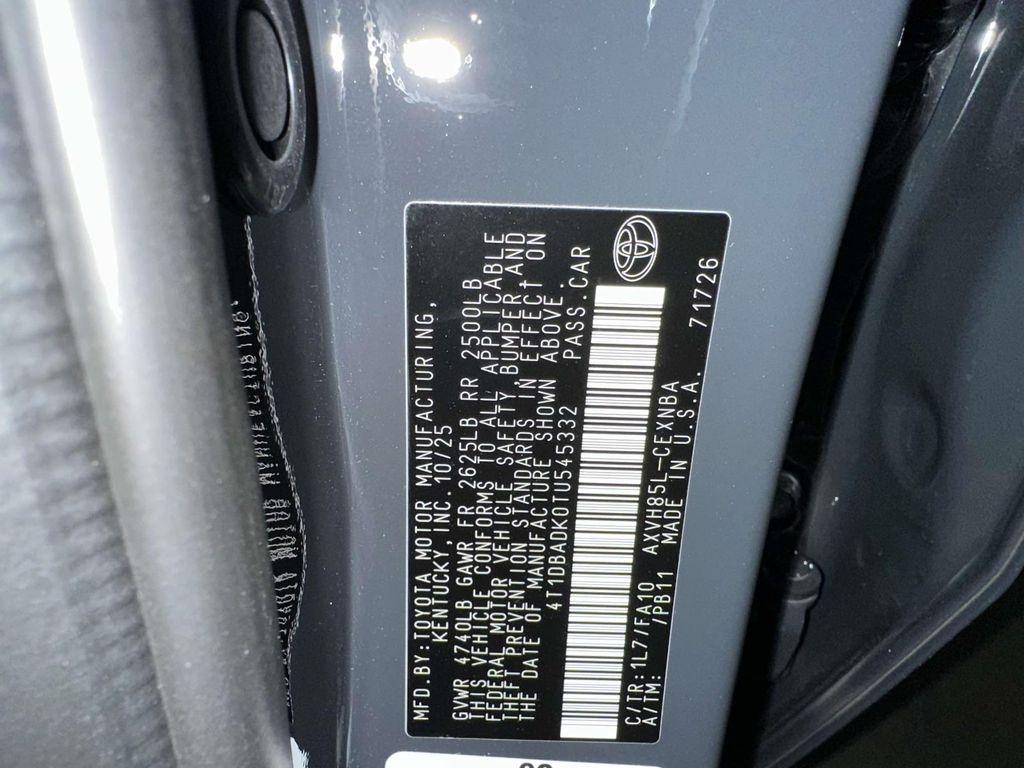 MFD.BY:TOYOTA MOTOR MANUFACTURING,
KENTUCKY, INC. 10/25
GVWR 4740LB GAWR FR 2625LB RR 2500LB
THIS VEHICLE CONFORMS TO ALL APPLICABLE
FEDERAL MOTOR VEHICLE SAFETY, BUMPER,AND
THEFT PREVENTION STANDARDS IN EFFECT ON
THE DATE OF MANUFACTURE SHOWN ABOVE.
4T1DBADK0TU545332 PASS.CAR
C/TR:1L7/FA10 AXVH85L-CEXNBA
A/TM: /PB11 MADE IN U.S.A. 71726